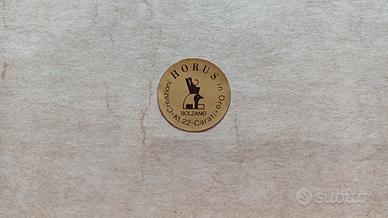 HORUS
Creazioni in Oro
Kt. 22 - Carati
BOLZANO
subito